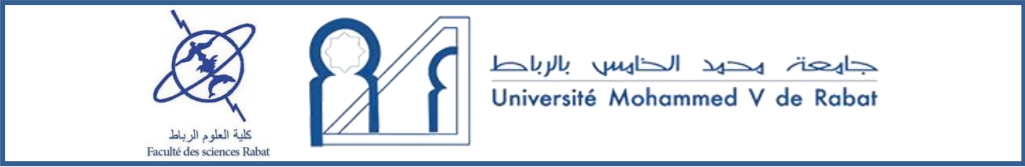 كلية العلوم الرباط
Faculté des sciences Rabat
جامعة محمد الخامس بالرباط
Université Mohammed V de Rabat